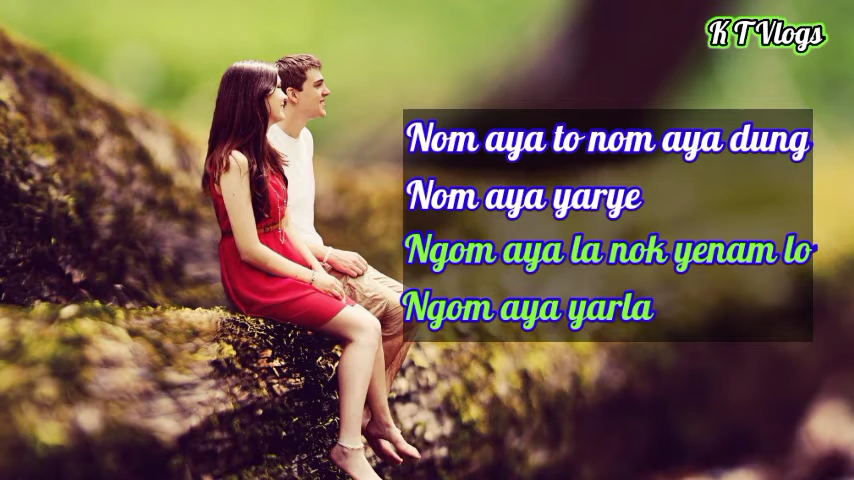 K T Vlogs
Nom aya to nom aya dung
Nom aya yarye
Ngom aya la nok yenam lo
Ngom aya yarla